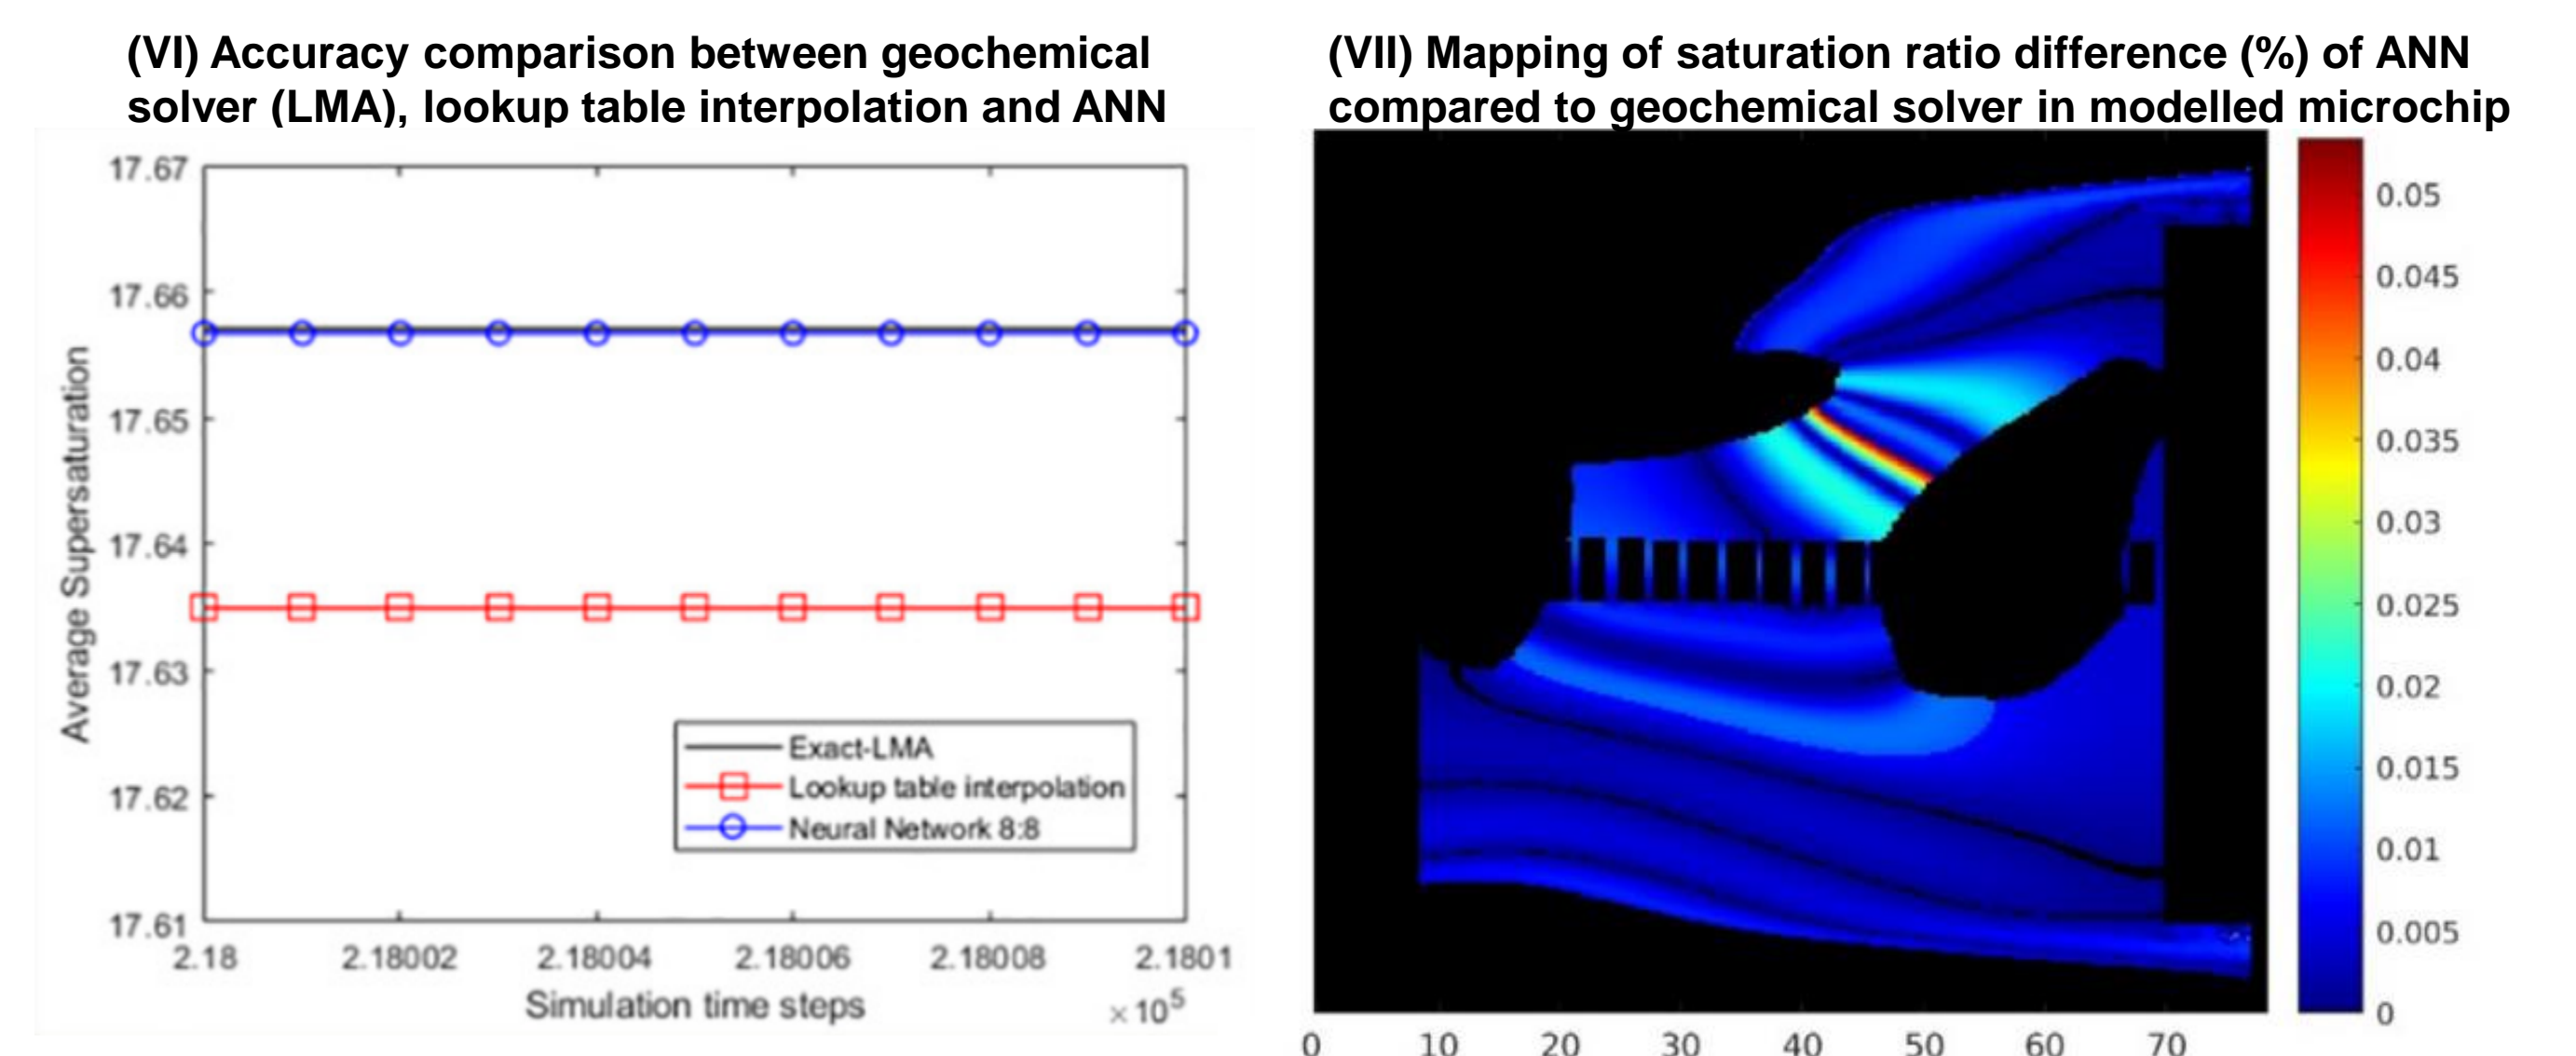 (VI) Accuracy comparison between geochemical
solver (LMA), lookup table interpolation and ANN
17.67
17.66
17.65
17.64
17.63
17.62
17.61
Average Supersaturation
Exact-LMA
Lookup table interpolation
Neural Network 8:8
2.18 2.18002 2.18004 2.18006 2.18008 2.1801
Simulation time steps ×10⁵
(VII) Mapping of saturation ratio difference (%) of ANN
compared to geochemical solver in modelled microchip
0.05
0.045
0.04
0.035
0.03
0.025
0.02
0.015
0.01
0.005
0
0 10 20 30 40 50 60 70